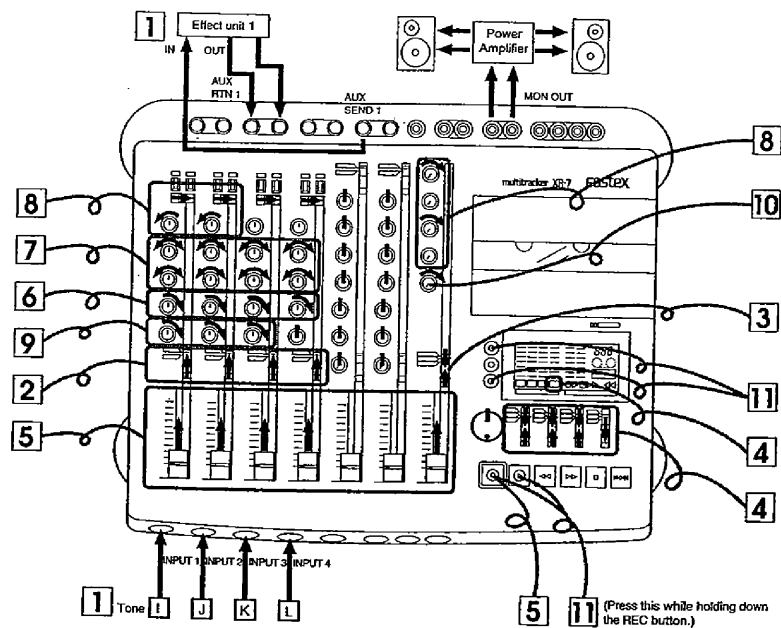 1
Effect unit 1
IN OUT
AUX
RTN 1
AUX
SEND 1
Power
Amplifier
MON OUT
8
multitracker XR-7 Fostex
8
7
6
9
2
5
10
3
11
4
4
INPUT 1 INPUT 2 INPUT 3 INPUT 4
1 Tone I J K L
5
11 (Press this while holding down
the REC button.)